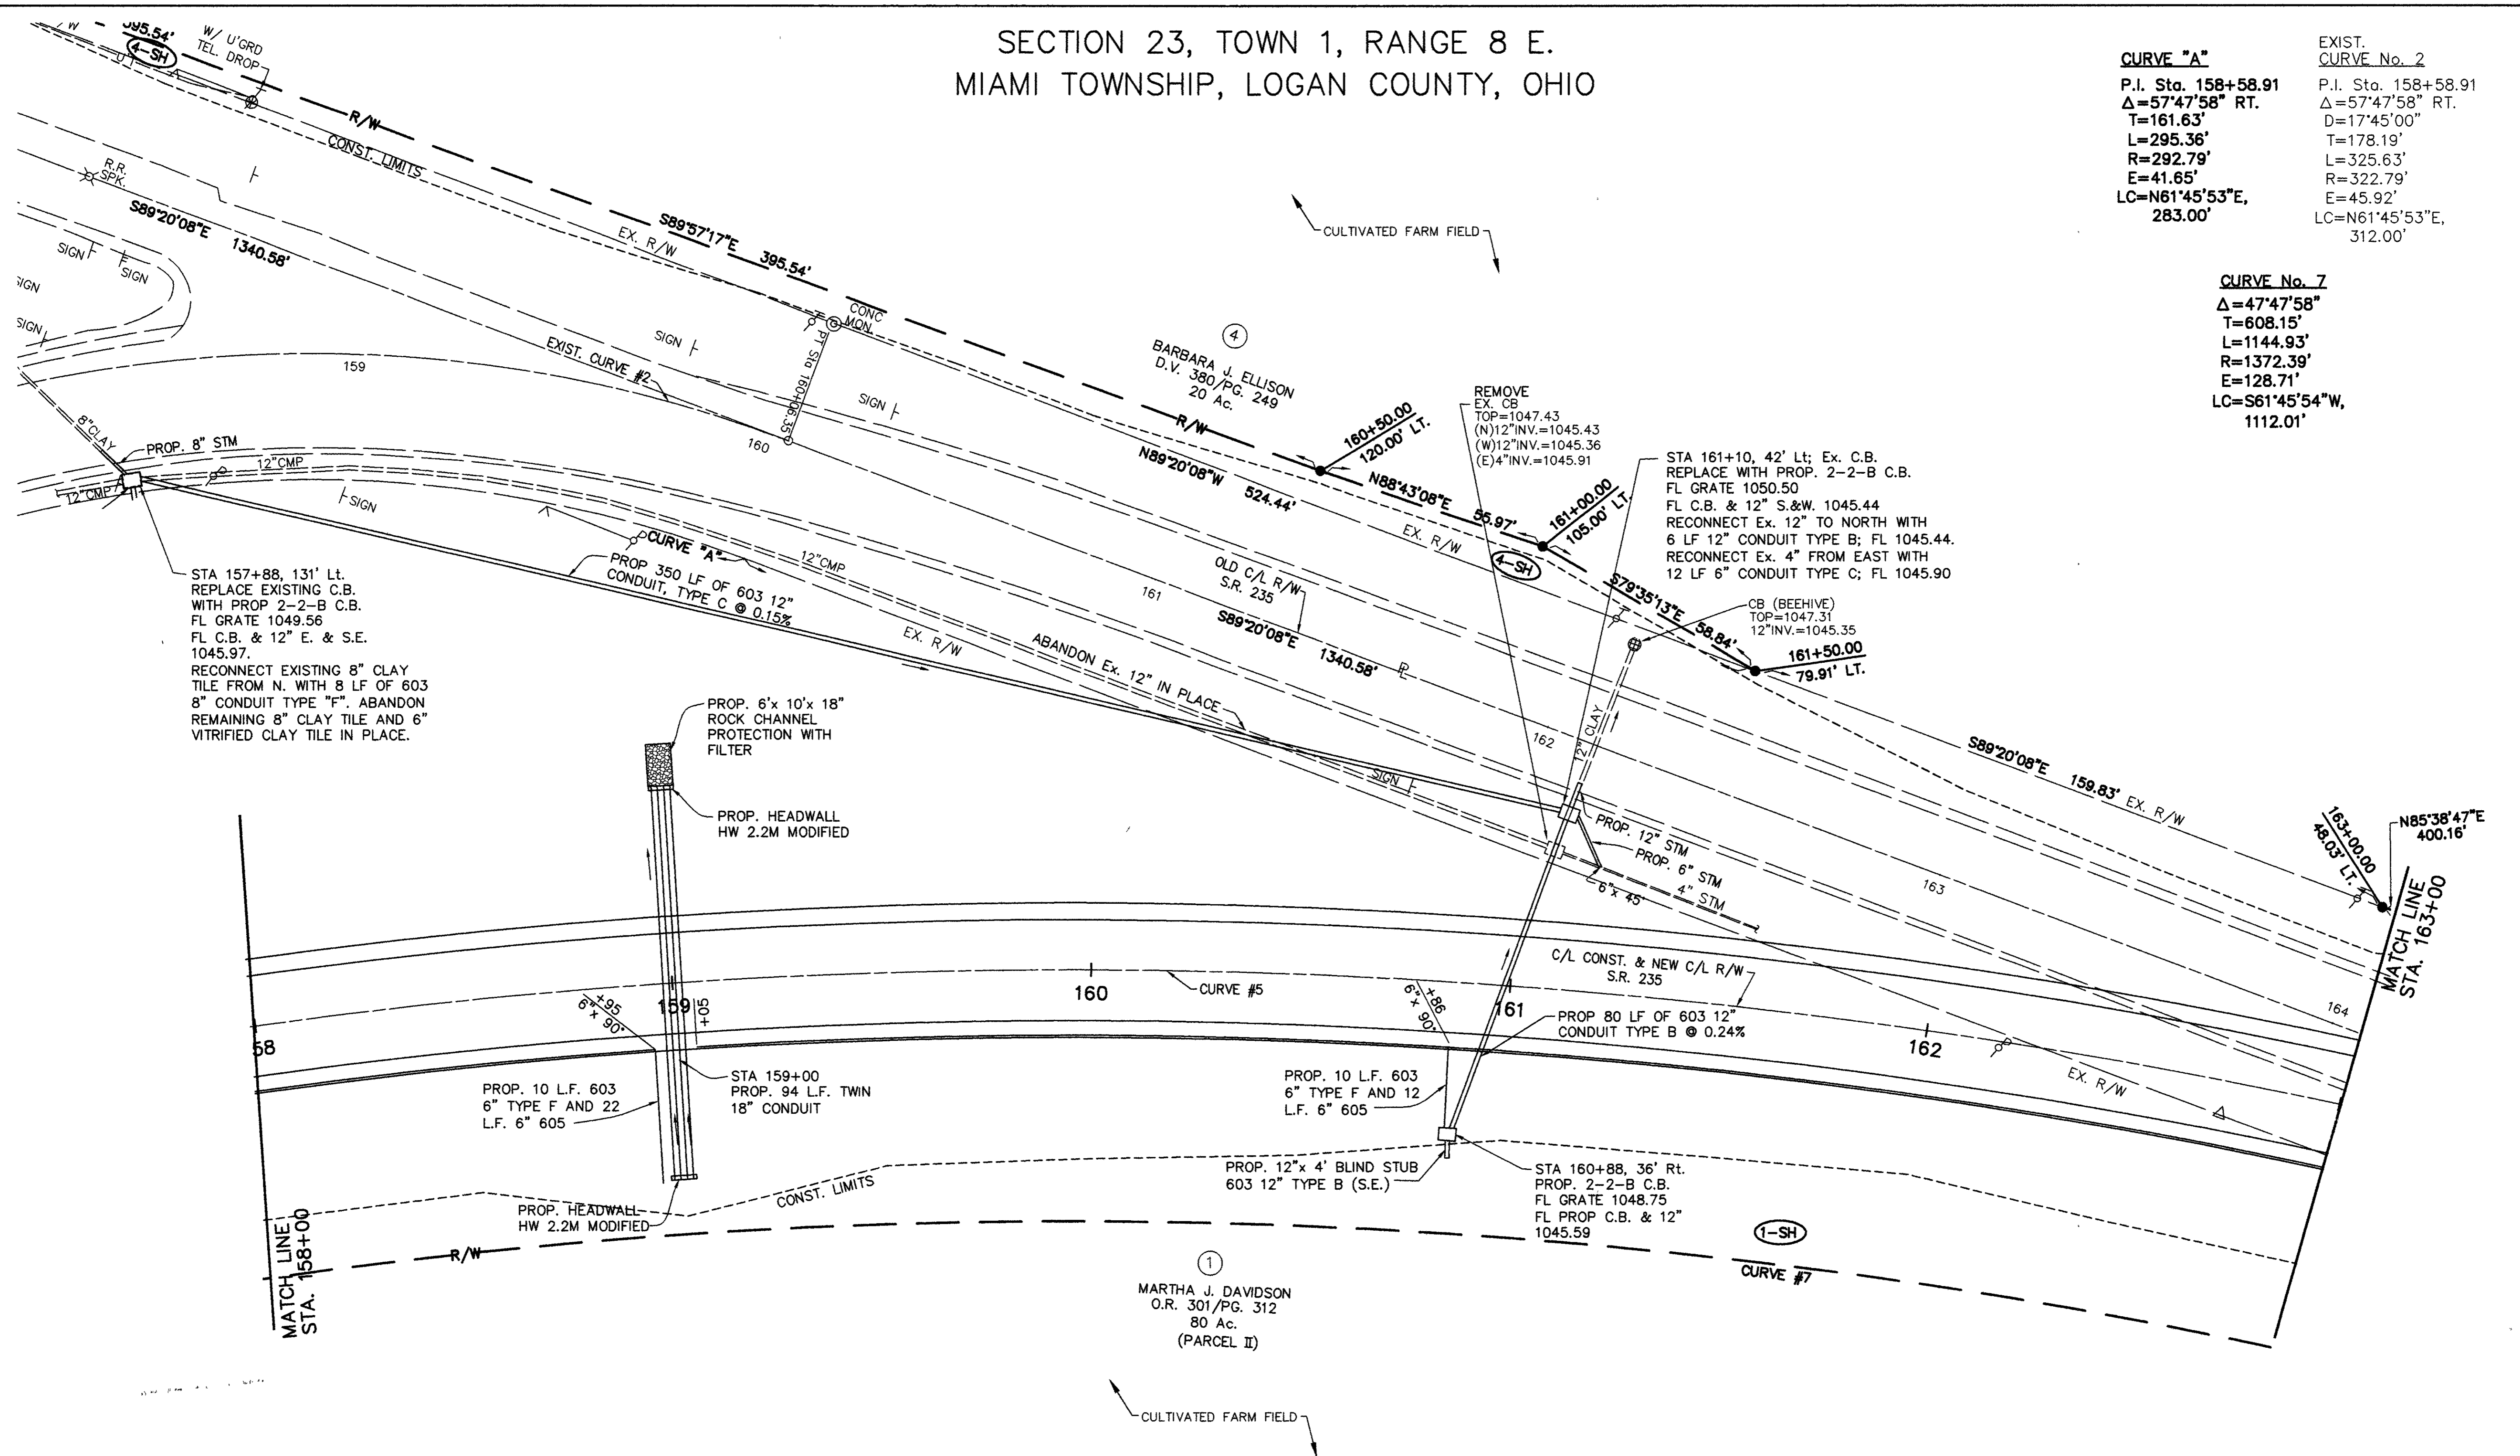 SECTION 23, TOWN 1, RANGE 8 E.
MIAMI TOWNSHIP, LOGAN COUNTY, OHIO
CURVE "A"
P.I. Sta. 158+58.91
Δ=57°47'58" RT.
T=161.63'
L=295.36'
R=292.79'
E=41.65'
LC=N61°45'53"E,
283.00'
EXIST.
CURVE No. 2
P.I. Sta. 158+58.91
Δ=57°47'58" RT.
D=17°45'00"
T=178.19'
L=325.63'
R=322.79'
E=45.92'
LC=N61°45'53"E,
312.00'
CURVE No. 7
Δ=47°47'58"
T=608.15'
L=1144.93'
R=1372.39'
E=128.71'
LC=S61°45'54"W,
1112.01'
395.54'
4-SH
W/ U'GRD
TEL. DROP
R/W
CONST. LIMITS
R.R.
SPK.
S89°20'08"E 1340.58'
SIGN
SIGN
SIGN
SIGN
S89°57'17"E 395.54'
EX. R/W
CULTIVATED FARM FIELD
CONC
MON.
PT Sta 160+06.35
SIGN
EXIST. CURVE #2
159
160
SIGN
4
BARBARA J. ELLISON
D.V. 380/PG. 249
20 Ac.
R/W
160+50.00
120.00' LT.
N89°20'08"W 524.44'
N88°43'08"E 55.97'
161+00.00
105.00' LT.
EX. R/W
4-SH
S79°35'13"E 58.84'
161+50.00
79.91' LT.
REMOVE
EX. CB
TOP=1047.43
(N)12"INV.=1045.43
(W)12"INV.=1045.36
(E)4"INV.=1045.91
STA 161+10, 42' Lt; Ex. C.B.
REPLACE WITH PROP. 2-2-B C.B.
FL GRATE 1050.50
FL C.B. & 12" S.&W. 1045.44
RECONNECT Ex. 12" TO NORTH WITH
6 LF 12" CONDUIT TYPE B; FL 1045.44.
RECONNECT Ex. 4" FROM EAST WITH
12 LF 6" CONDUIT TYPE C; FL 1045.90
CB (BEEHIVE)
TOP=1047.31
12"INV.=1045.35
8"CLAY
PROP. 8" STM
12"CMP
12"CMP
SIGN
CURVE "A"
12"CMP
PROP 350 LF OF 603 12"
CONDUIT, TYPE C @ 0.15%
STA 157+88, 131' Lt.
REPLACE EXISTING C.B.
WITH PROP 2-2-B C.B.
FL GRATE 1049.56
FL C.B. & 12" E. & S.E.
1045.97.
RECONNECT EXISTING 8" CLAY
TILE FROM N. WITH 8 LF OF 603
8" CONDUIT TYPE "F". ABANDON
REMAINING 8" CLAY TILE AND 6"
VITRIFIED CLAY TILE IN PLACE.
EX. R/W
ABANDON Ex. 12" IN PLACE
OLD C/L R/W
S.R. 235
161
S89°20'08"E 1340.58'
162
12" CLAY
SIGN
S89°20'08"E 159.83'
EX. R/W
163+00.00
48.03' LT.
N85°38'47"E
400.16'
MATCH LINE
STA. 163+00
PROP. 6'x 10'x 18"
ROCK CHANNEL
PROTECTION WITH
FILTER
PROP. HEADWALL
HW 2.2M MODIFIED
PROP. 12" STM
PROP. 6" STM
4" STM
6"x 45°
163
164
C/L CONST. & NEW C/L R/W
S.R. 235
CURVE #5
+95
6"x 90°
159
+05
160
+86
6"x 90°
161
162
58
PROP 80 LF OF 603 12"
CONDUIT TYPE B @ 0.24%
EX. R/W
PROP. 10 L.F. 603
6" TYPE F AND 22
L.F. 6" 605
STA 159+00
PROP. 94 L.F. TWIN
18" CONDUIT
PROP. 10 L.F. 603
6" TYPE F AND 12
L.F. 6" 605
PROP. 12"x 4' BLIND STUB
603 12" TYPE B (S.E.)
STA 160+88, 36' Rt.
PROP. 2-2-B C.B.
FL GRATE 1048.75
FL PROP C.B. & 12"
1045.59
PROP. HEADWALL
HW 2.2M MODIFIED
CONST. LIMITS
MATCH LINE
STA. 158+00
R/W
1-SH
CURVE #7
1
MARTHA J. DAVIDSON
O.R. 301/PG. 312
80 Ac.
(PARCEL II)
CULTIVATED FARM FIELD